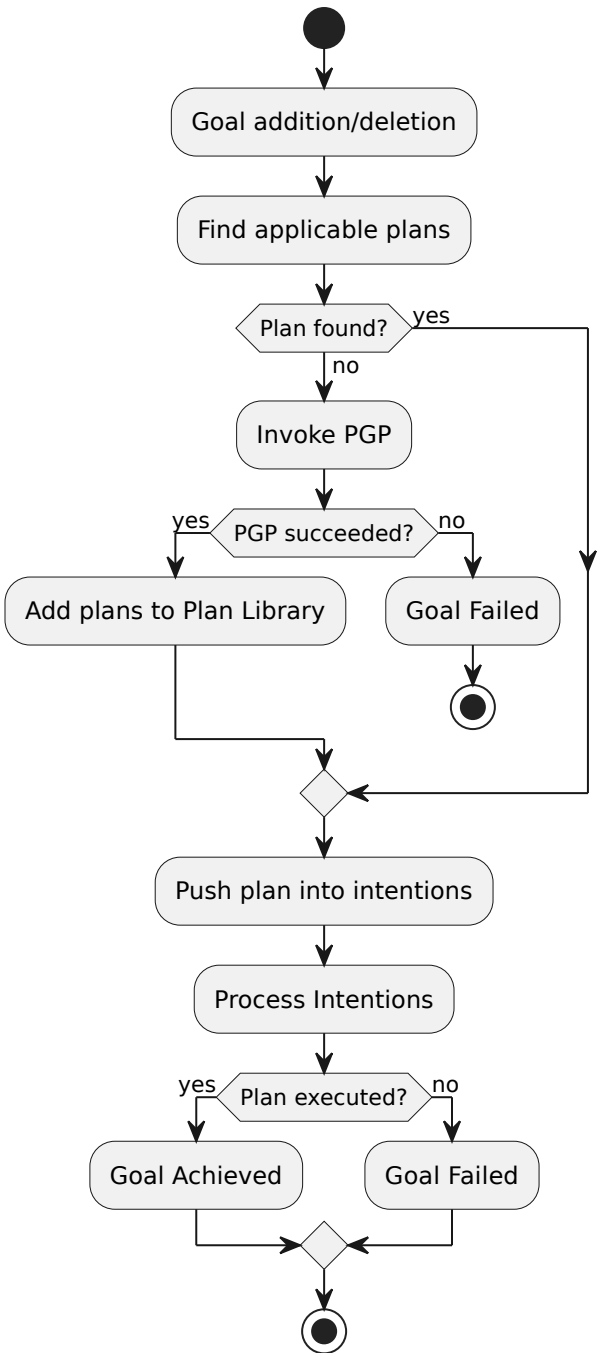 Goal addition/deletion
Find applicable plans
Plan found?
yes
no
Invoke PGP
yes
PGP succeeded?
no
Add plans to Plan Library
Goal Failed
Push plan into intentions
Process Intentions
yes
Plan executed?
no
Goal Achieved
Goal Failed